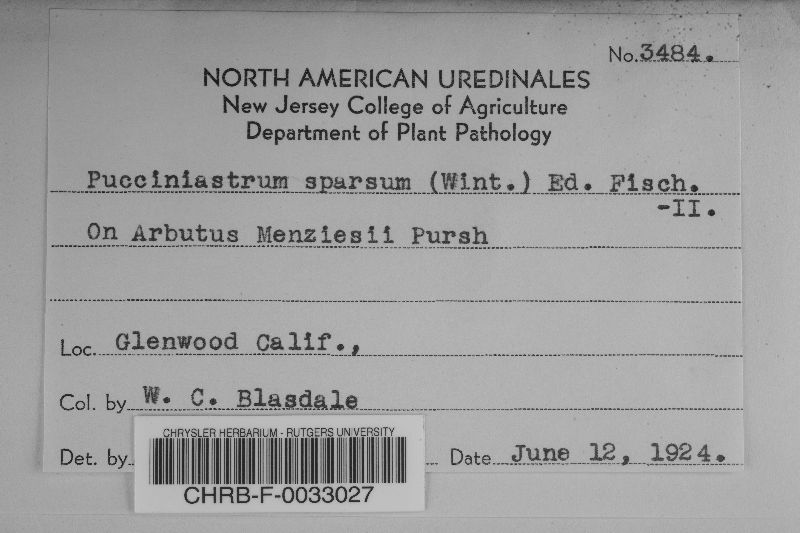 No. 3484.
NORTH AMERICAN UREDINALES
New Jersey College of Agriculture
Department of Plant Pathology
Pucciniastrum sparsum (Wint.) Ed. Fisch.
-II.
On Arbutus Menziesii Pursh
Loc. Glenwood Calif.,
Col. by W. C. Blasdale
CHRYSLER HERBARIUM - RUTGERS UNIVERSITY
Det. by Date June 12, 1924.
CHRB-F-0033027